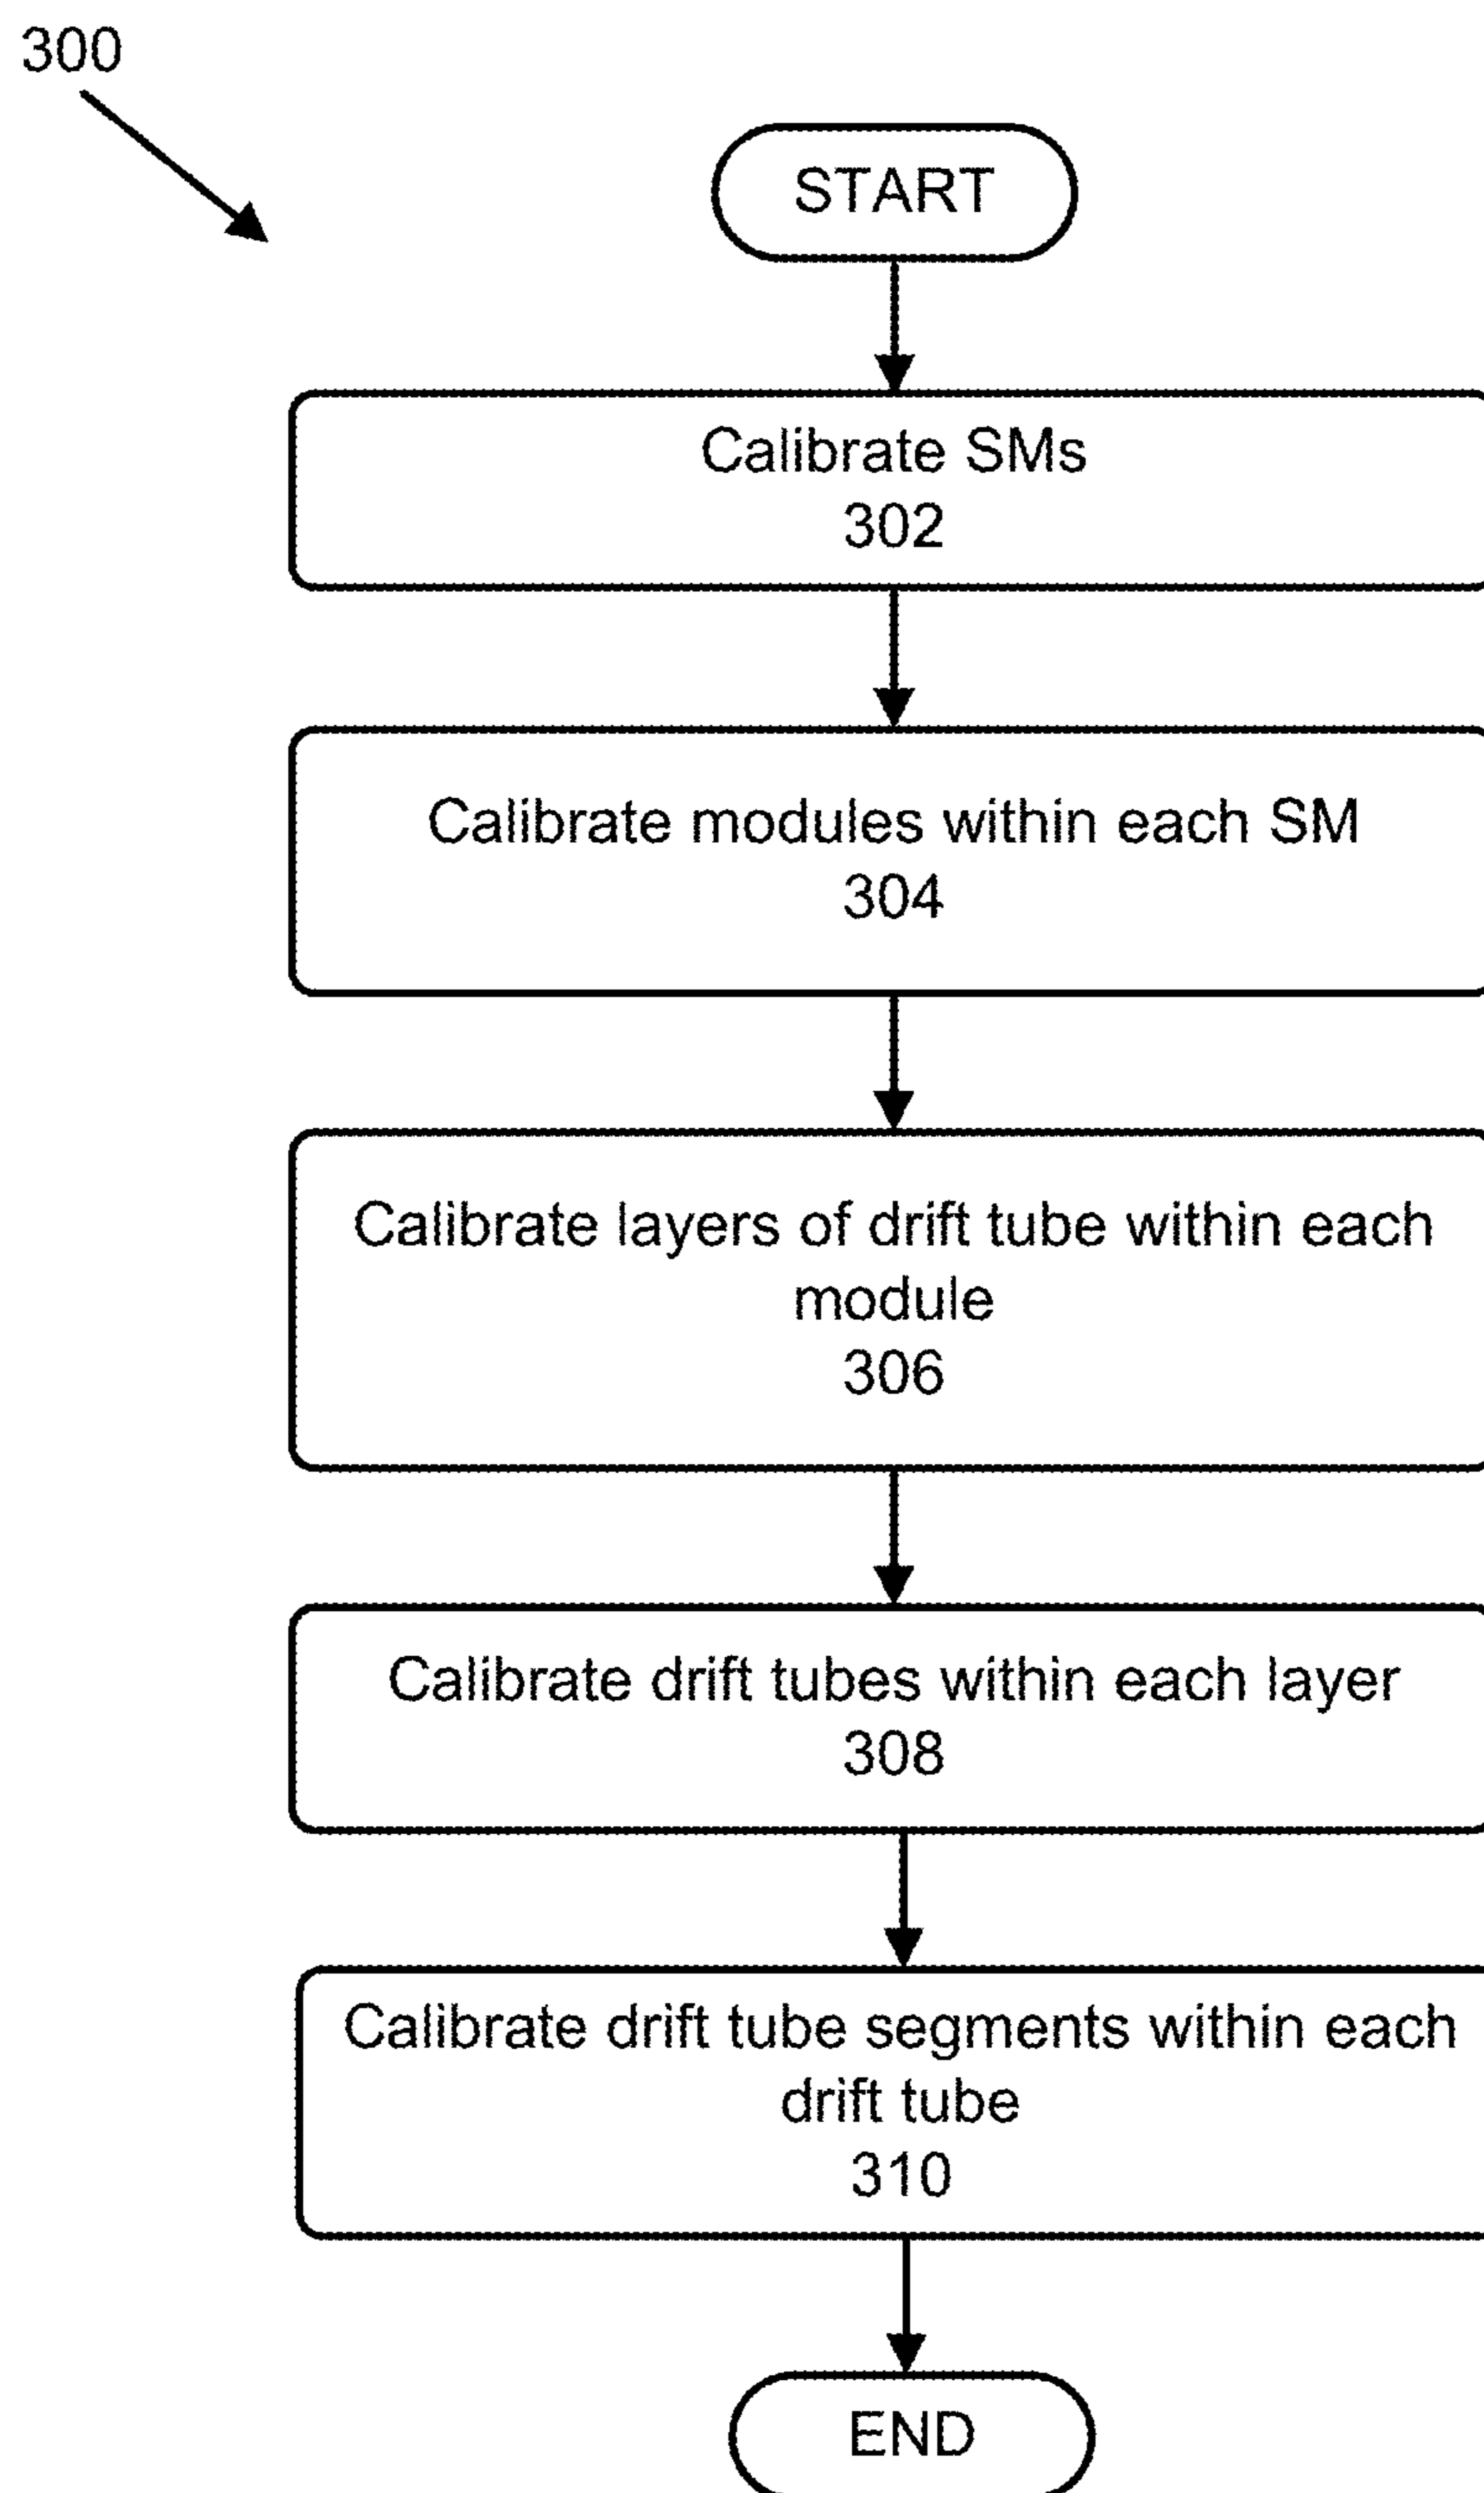 300
START
Calibrate SMs
302
Calibrate modules within each SM
304
Calibrate layers of drift tube within each
module
306
Calibrate drift tubes within each layer
308
Calibrate drift tube segments within each
drift tube
310
END